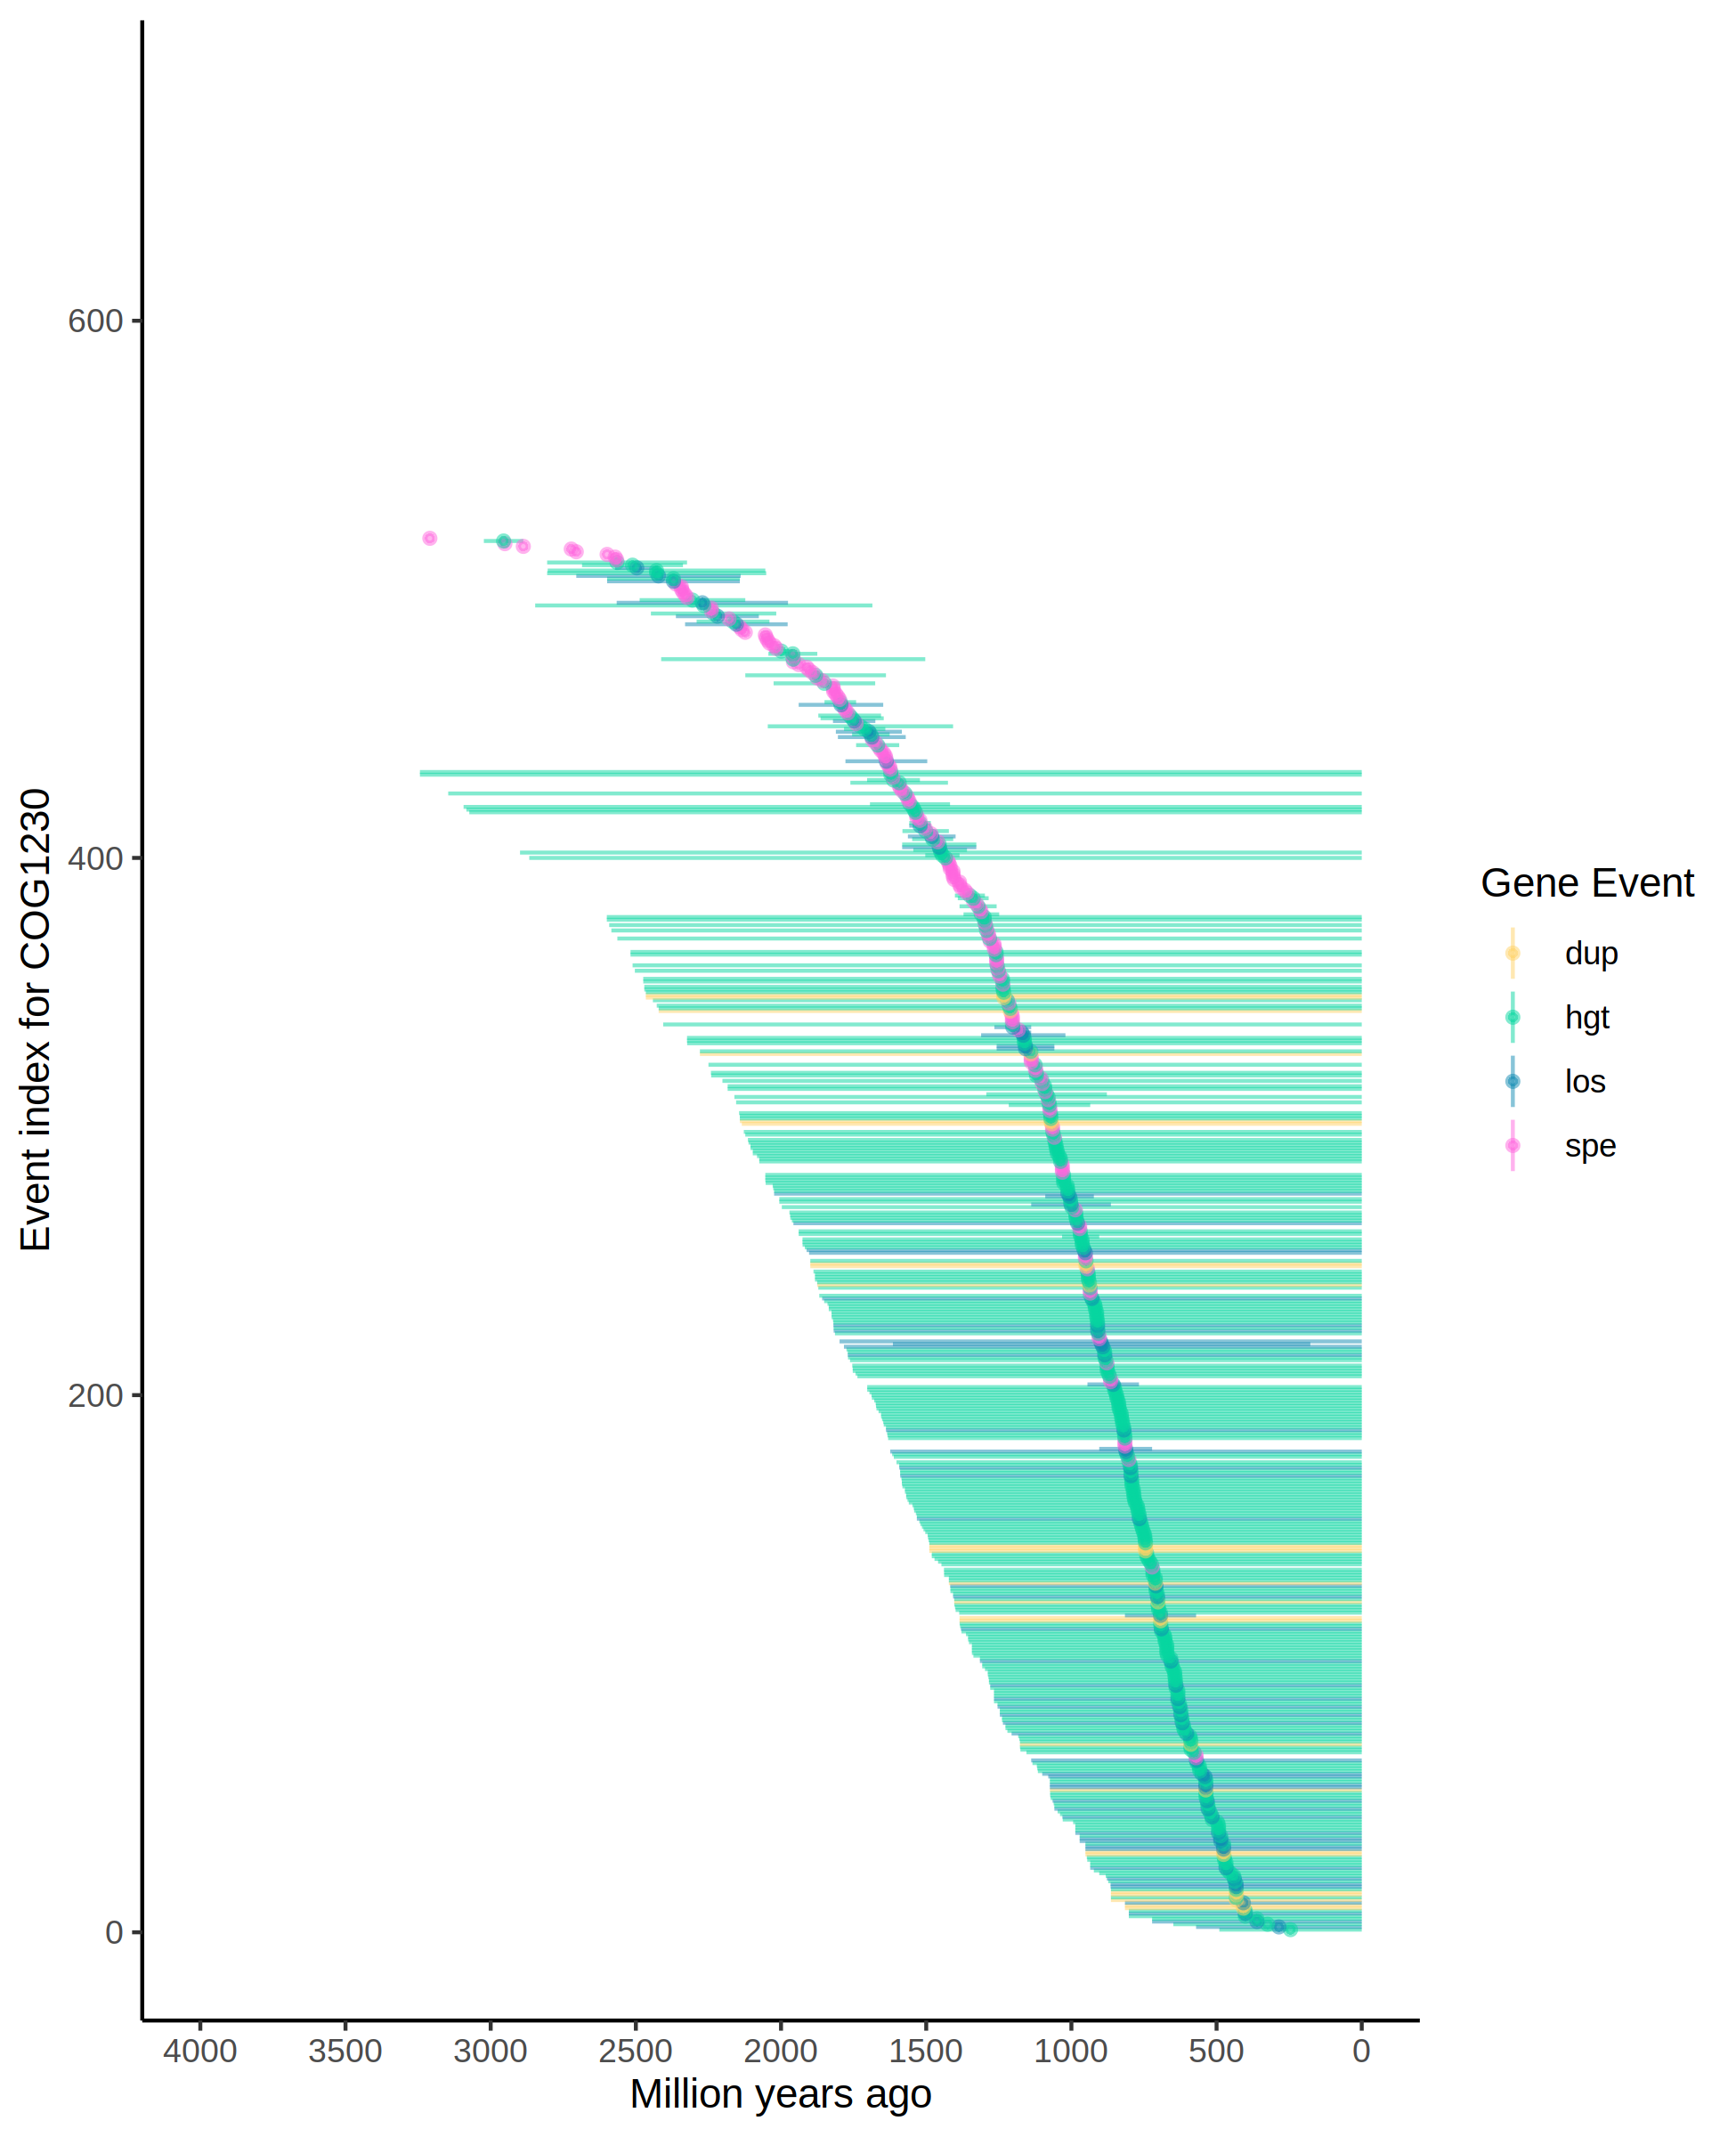 Event index for COG1230
600
400
200
0
4000 3500 3000 2500 2000 1500 1000 500 0
Million years ago
Gene Event
dup
hgt
los
spe